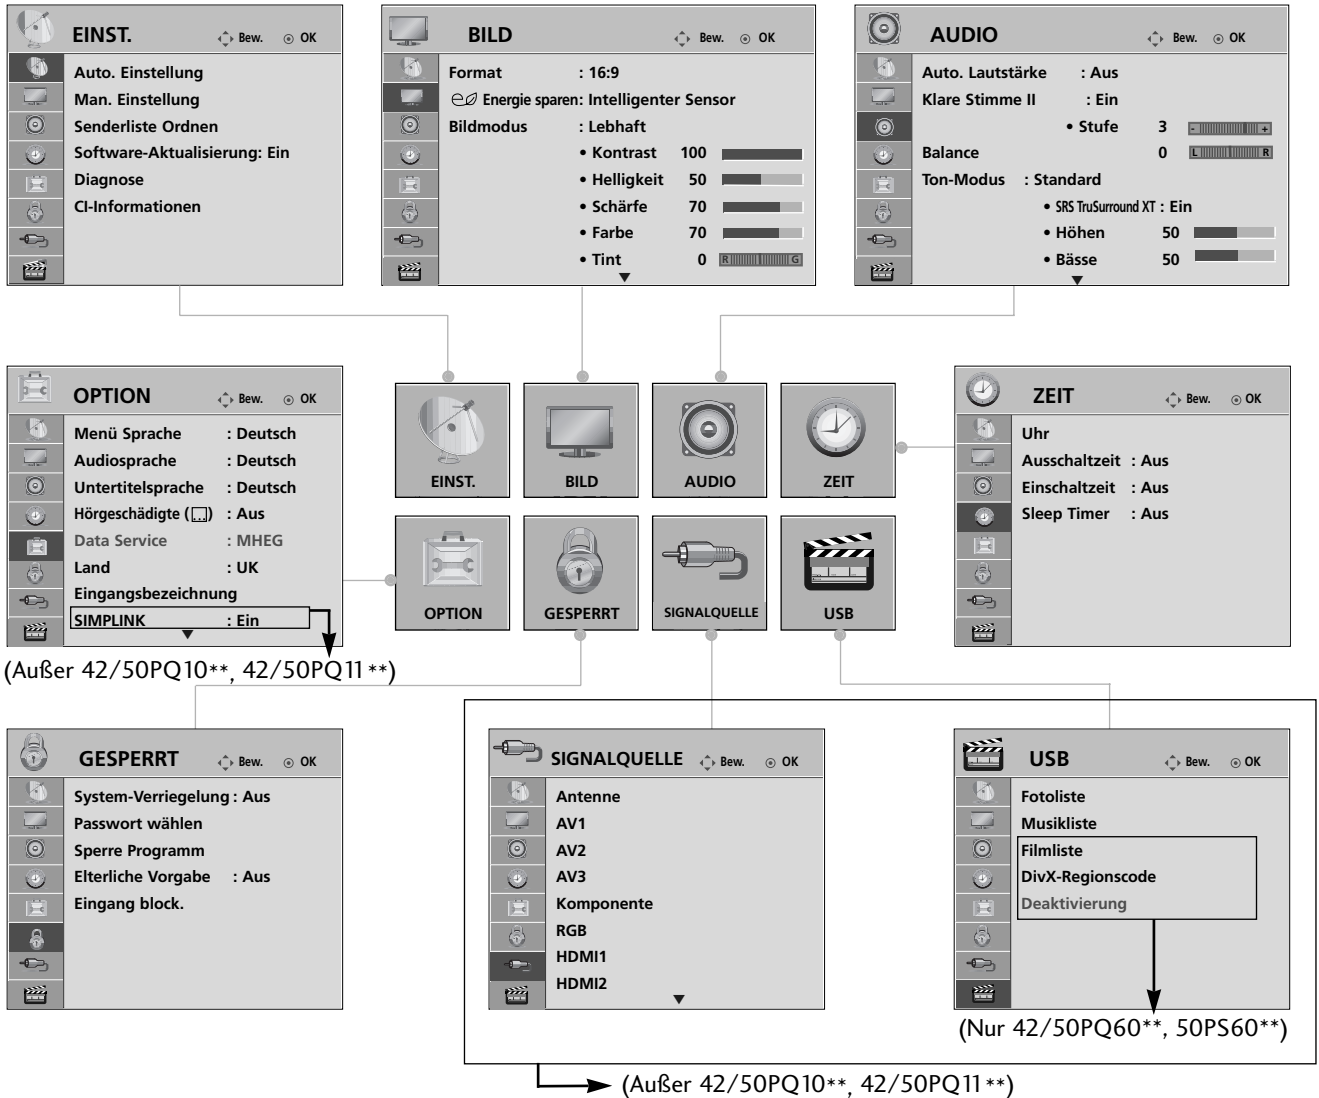 EINST. Bew. OK
Auto. Einstellung
Man. Einstellung
Senderliste Ordnen
Software-Aktualisierung: Ein
Diagnose
CI-Informationen
BILD Bew. OK
Format : 16:9
Energie sparen: Intelligenter Sensor
Bildmodus : Lebhaft
• Kontrast 100
• Helligkeit 50
• Schärfe 70
• Farbe 70
• Tint 0 R G
AUDIO Bew. OK
Auto. Lautstärke : Aus
Klare Stimme II : Ein
• Stufe 3 - +
Balance 0 L R
Ton-Modus : Standard
• SRS TruSurround XT : Ein
• Höhen 50
• Bässe 50
OPTION Bew. OK
Menü Sprache : Deutsch
Audiosprache : Deutsch
Untertitelsprache : Deutsch
Hörgeschädigte ( ) : Aus
Data Service : MHEG
Land : UK
Eingangsbezeichnung
SIMPLINK : Ein
(Außer 42/50PQ10**, 42/50PQ11**)
EINST.
BILD
AUDIO
ZEIT
OPTION
GESPERRT
SIGNALQUELLE
USB
ZEIT Bew. OK
Uhr
Ausschaltzeit : Aus
Einschaltzeit : Aus
Sleep Timer : Aus
GESPERRT Bew. OK
System-Verriegelung : Aus
Passwort wählen
Sperre Programm
Elterliche Vorgabe : Aus
Eingang block.
SIGNALQUELLE Bew. OK
Antenne
AV1
AV2
AV3
Komponente
RGB
HDMI1
HDMI2
USB Bew. OK
Fotoliste
Musikliste
Filmliste
DivX-Regionscode
Deaktivierung
(Nur 42/50PQ60**, 50PS60**)
(Außer 42/50PQ10**, 42/50PQ11**)